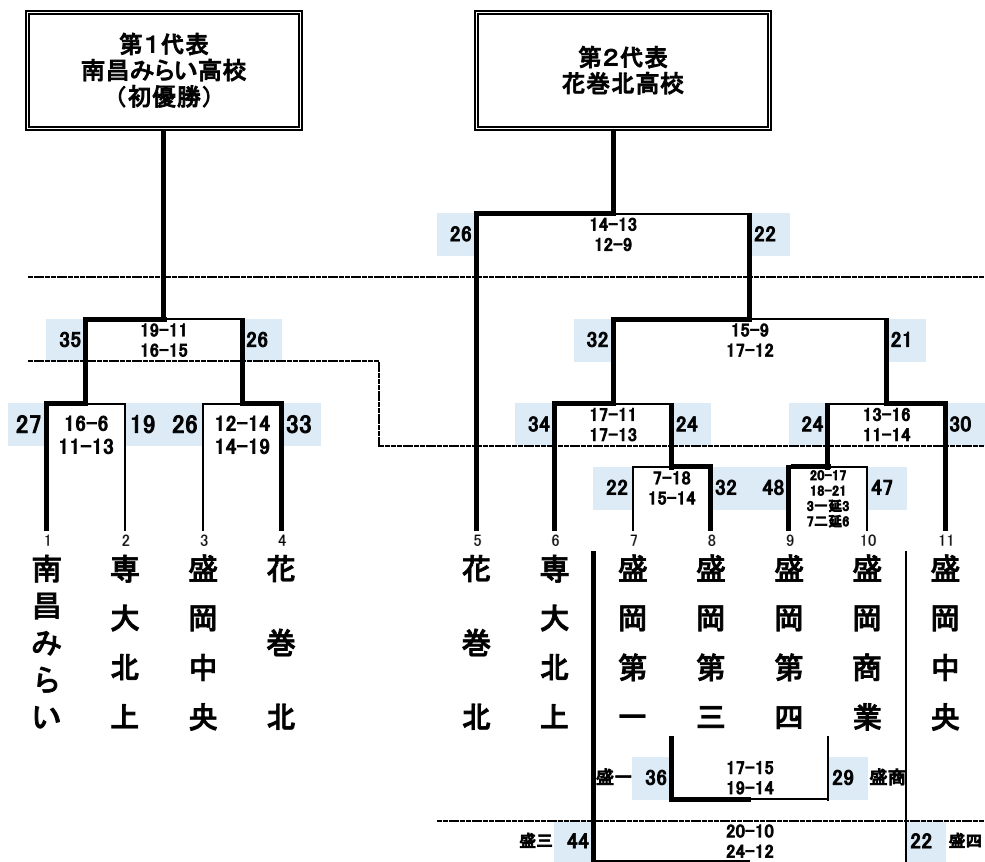 第1代表
南昌みらい高校
（初優勝）
第2代表
花巻北高校
26
14-13
12-9
22
35
19-11
16-15
26
32
15-9
17-12
21
27
16-6
11-13
19
26
12-14
14-19
33
34
17-11
17-13
24
24
13-16
11-14
30
22
7-18
15-14
32
48
20-17
18-21
3一延3
7二延6
47
1
2
3
4
5
6
7
8
9
10
11
南昌みらい
専大北上
盛岡中央
花巻北
花巻北
専大北上
盛岡第一
盛岡第三
盛岡第四
盛岡商業
盛岡中央
盛一
36
17-15
19-14
29
盛商
盛三
44
20-10
24-12
22
盛四